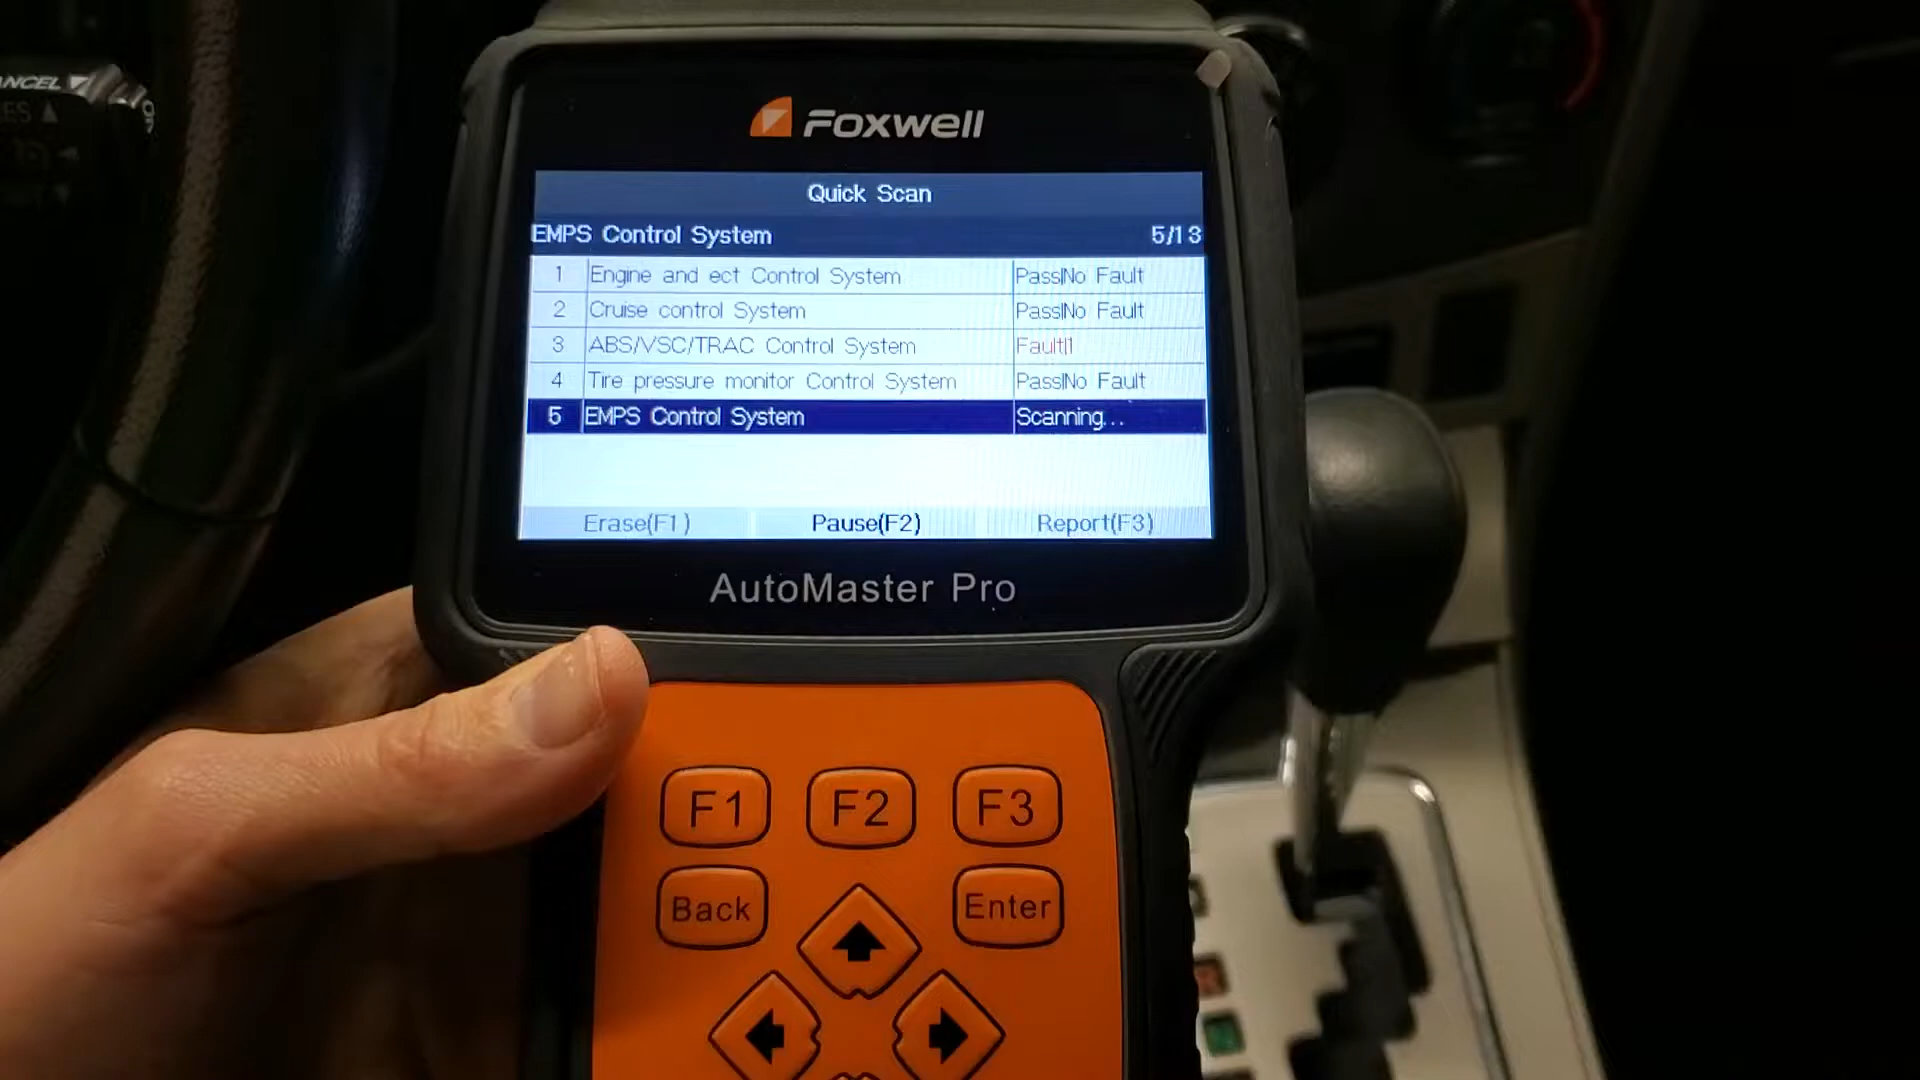 ANCEL
Foxwell
Quick Scan
EMPS Control System 5/13
1 Engine and ect Control System Pass|No Fault
2 Cruise control System Pass|No Fault
3 ABS/VSC/TRAC Control System Fault|1
4 Tire pressure monitor Control System Pass|No Fault
5 EMPS Control System Scanning...
Erase(F1) Pause(F2) Report(F3)
AutoMaster Pro
F1 F2 F3
Back Enter